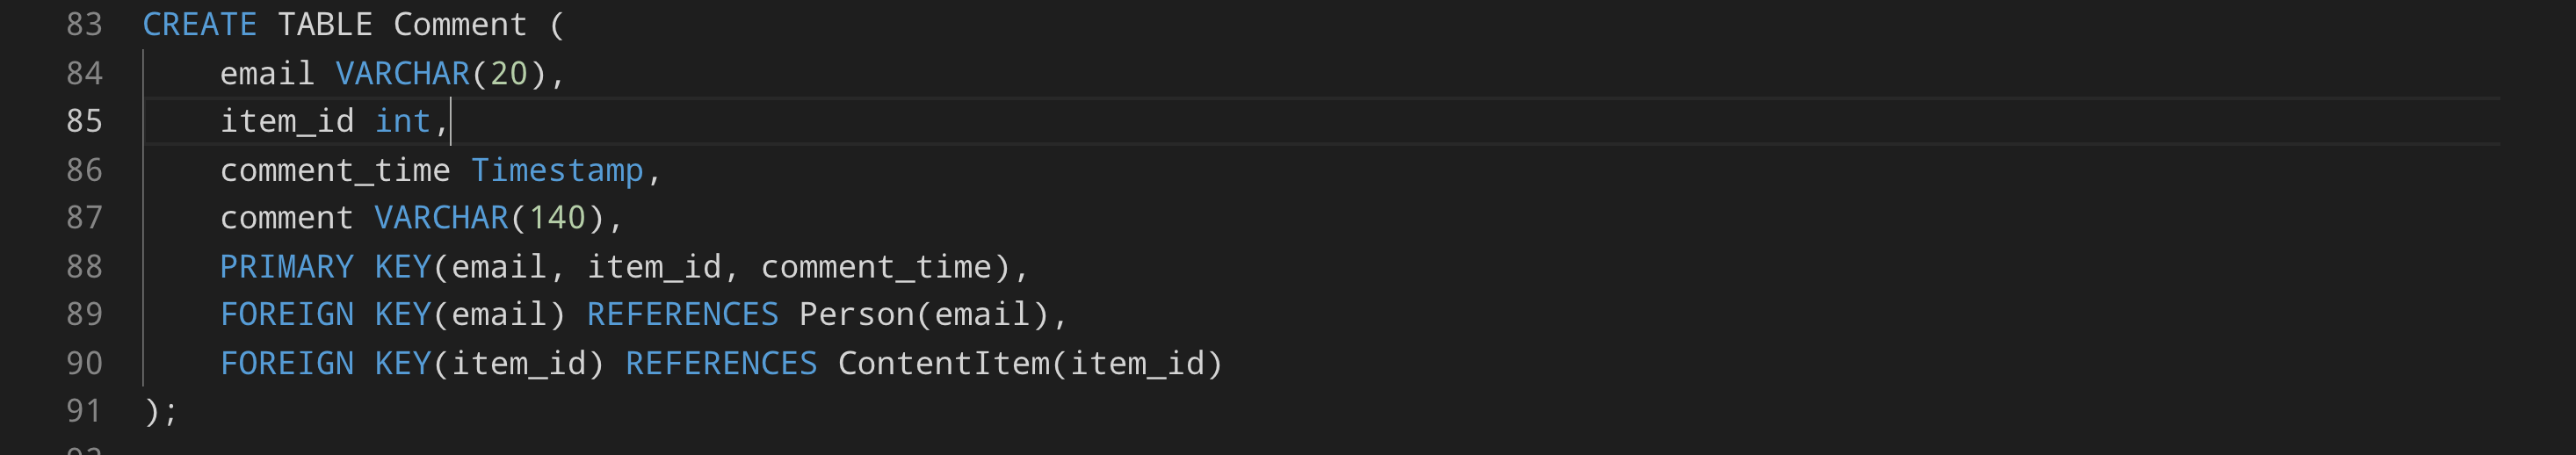 83 CREATE TABLE Comment (
84 email VARCHAR(20),
85 item_id int,
86 comment_time Timestamp,
87 comment VARCHAR(140),
88 PRIMARY KEY(email, item_id, comment_time),
89 FOREIGN KEY(email) REFERENCES Person(email),
90 FOREIGN KEY(item_id) REFERENCES ContentItem(item_id)
91 );